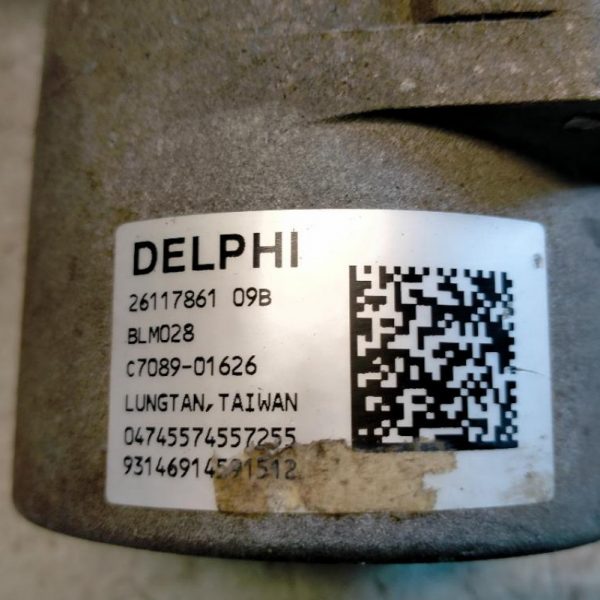 DELPHI
26117861 09B
BLM028
C7089-01626
LUNGTAN, TAIWAN
04745574557255
93146914591512